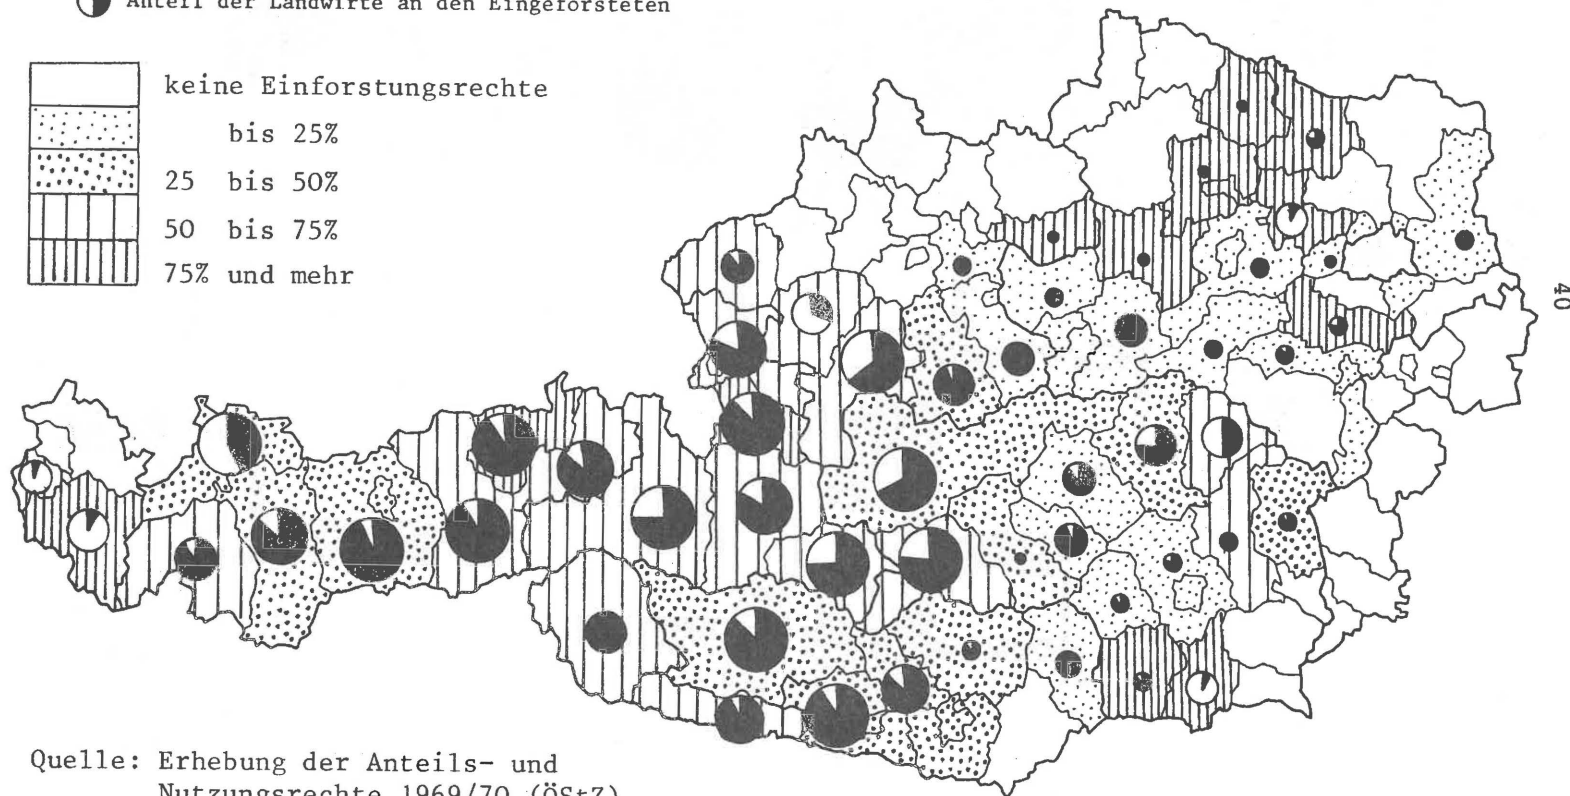 Anteil der Landwirte an den Eingeforsteten
keine Einforstungsrechte
bis 25%
25 bis 50%
50 bis 75%
75% und mehr
40
Quelle: Erhebung der Anteils- und
Nutzungsrechte 1969/70 (ÖStZ)